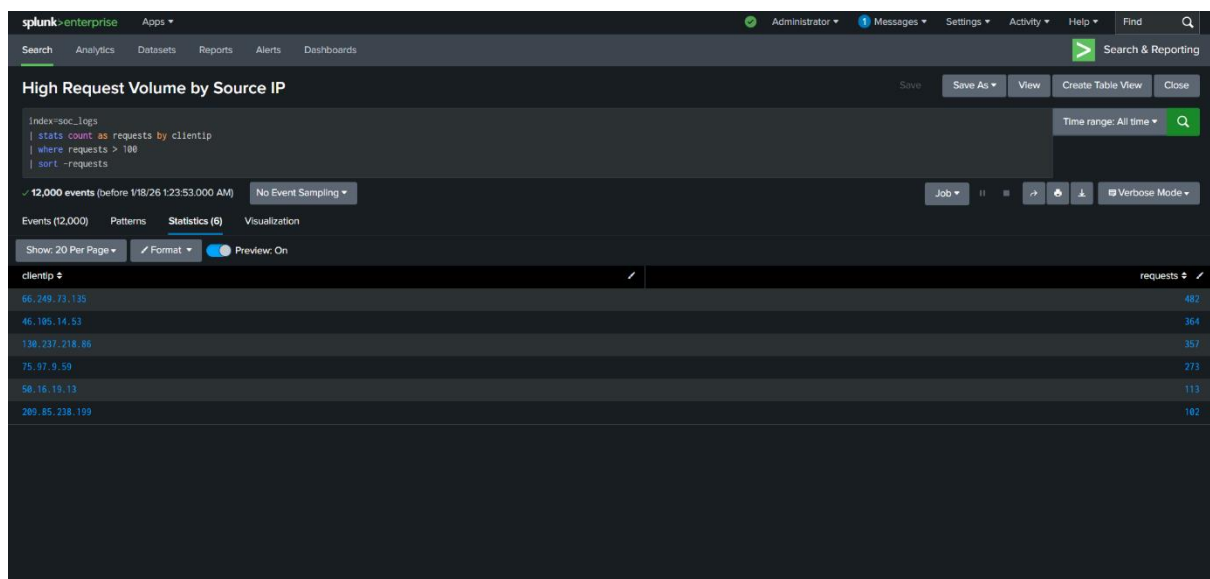 splunk>enterprise Apps ▾ Administrator ▾ 1 Messages ▾ Settings ▾ Activity ▾ Help ▾ Find
Search Analytics Datasets Reports Alerts Dashboards > Search & Reporting
High Request Volume by Source IP Save Save As ▾ View Create Table View Close
index=soc_logs Time range: All time ▾
| stats count as requests by clientip
| where requests > 100
| sort -requests
✓ 12,000 events (before 1/18/26 1:23:53.000 AM) No Event Sampling ▾ Job ▾ Verbose Mode ▾
Events (12,000) Patterns Statistics (6) Visualization
Show: 20 Per Page ▾ Format ▾ Preview: On
clientip requests
66.249.73.135 482
46.105.14.53 364
130.237.218.86 357
75.97.9.59 273
50.16.19.13 113
209.85.238.199 102